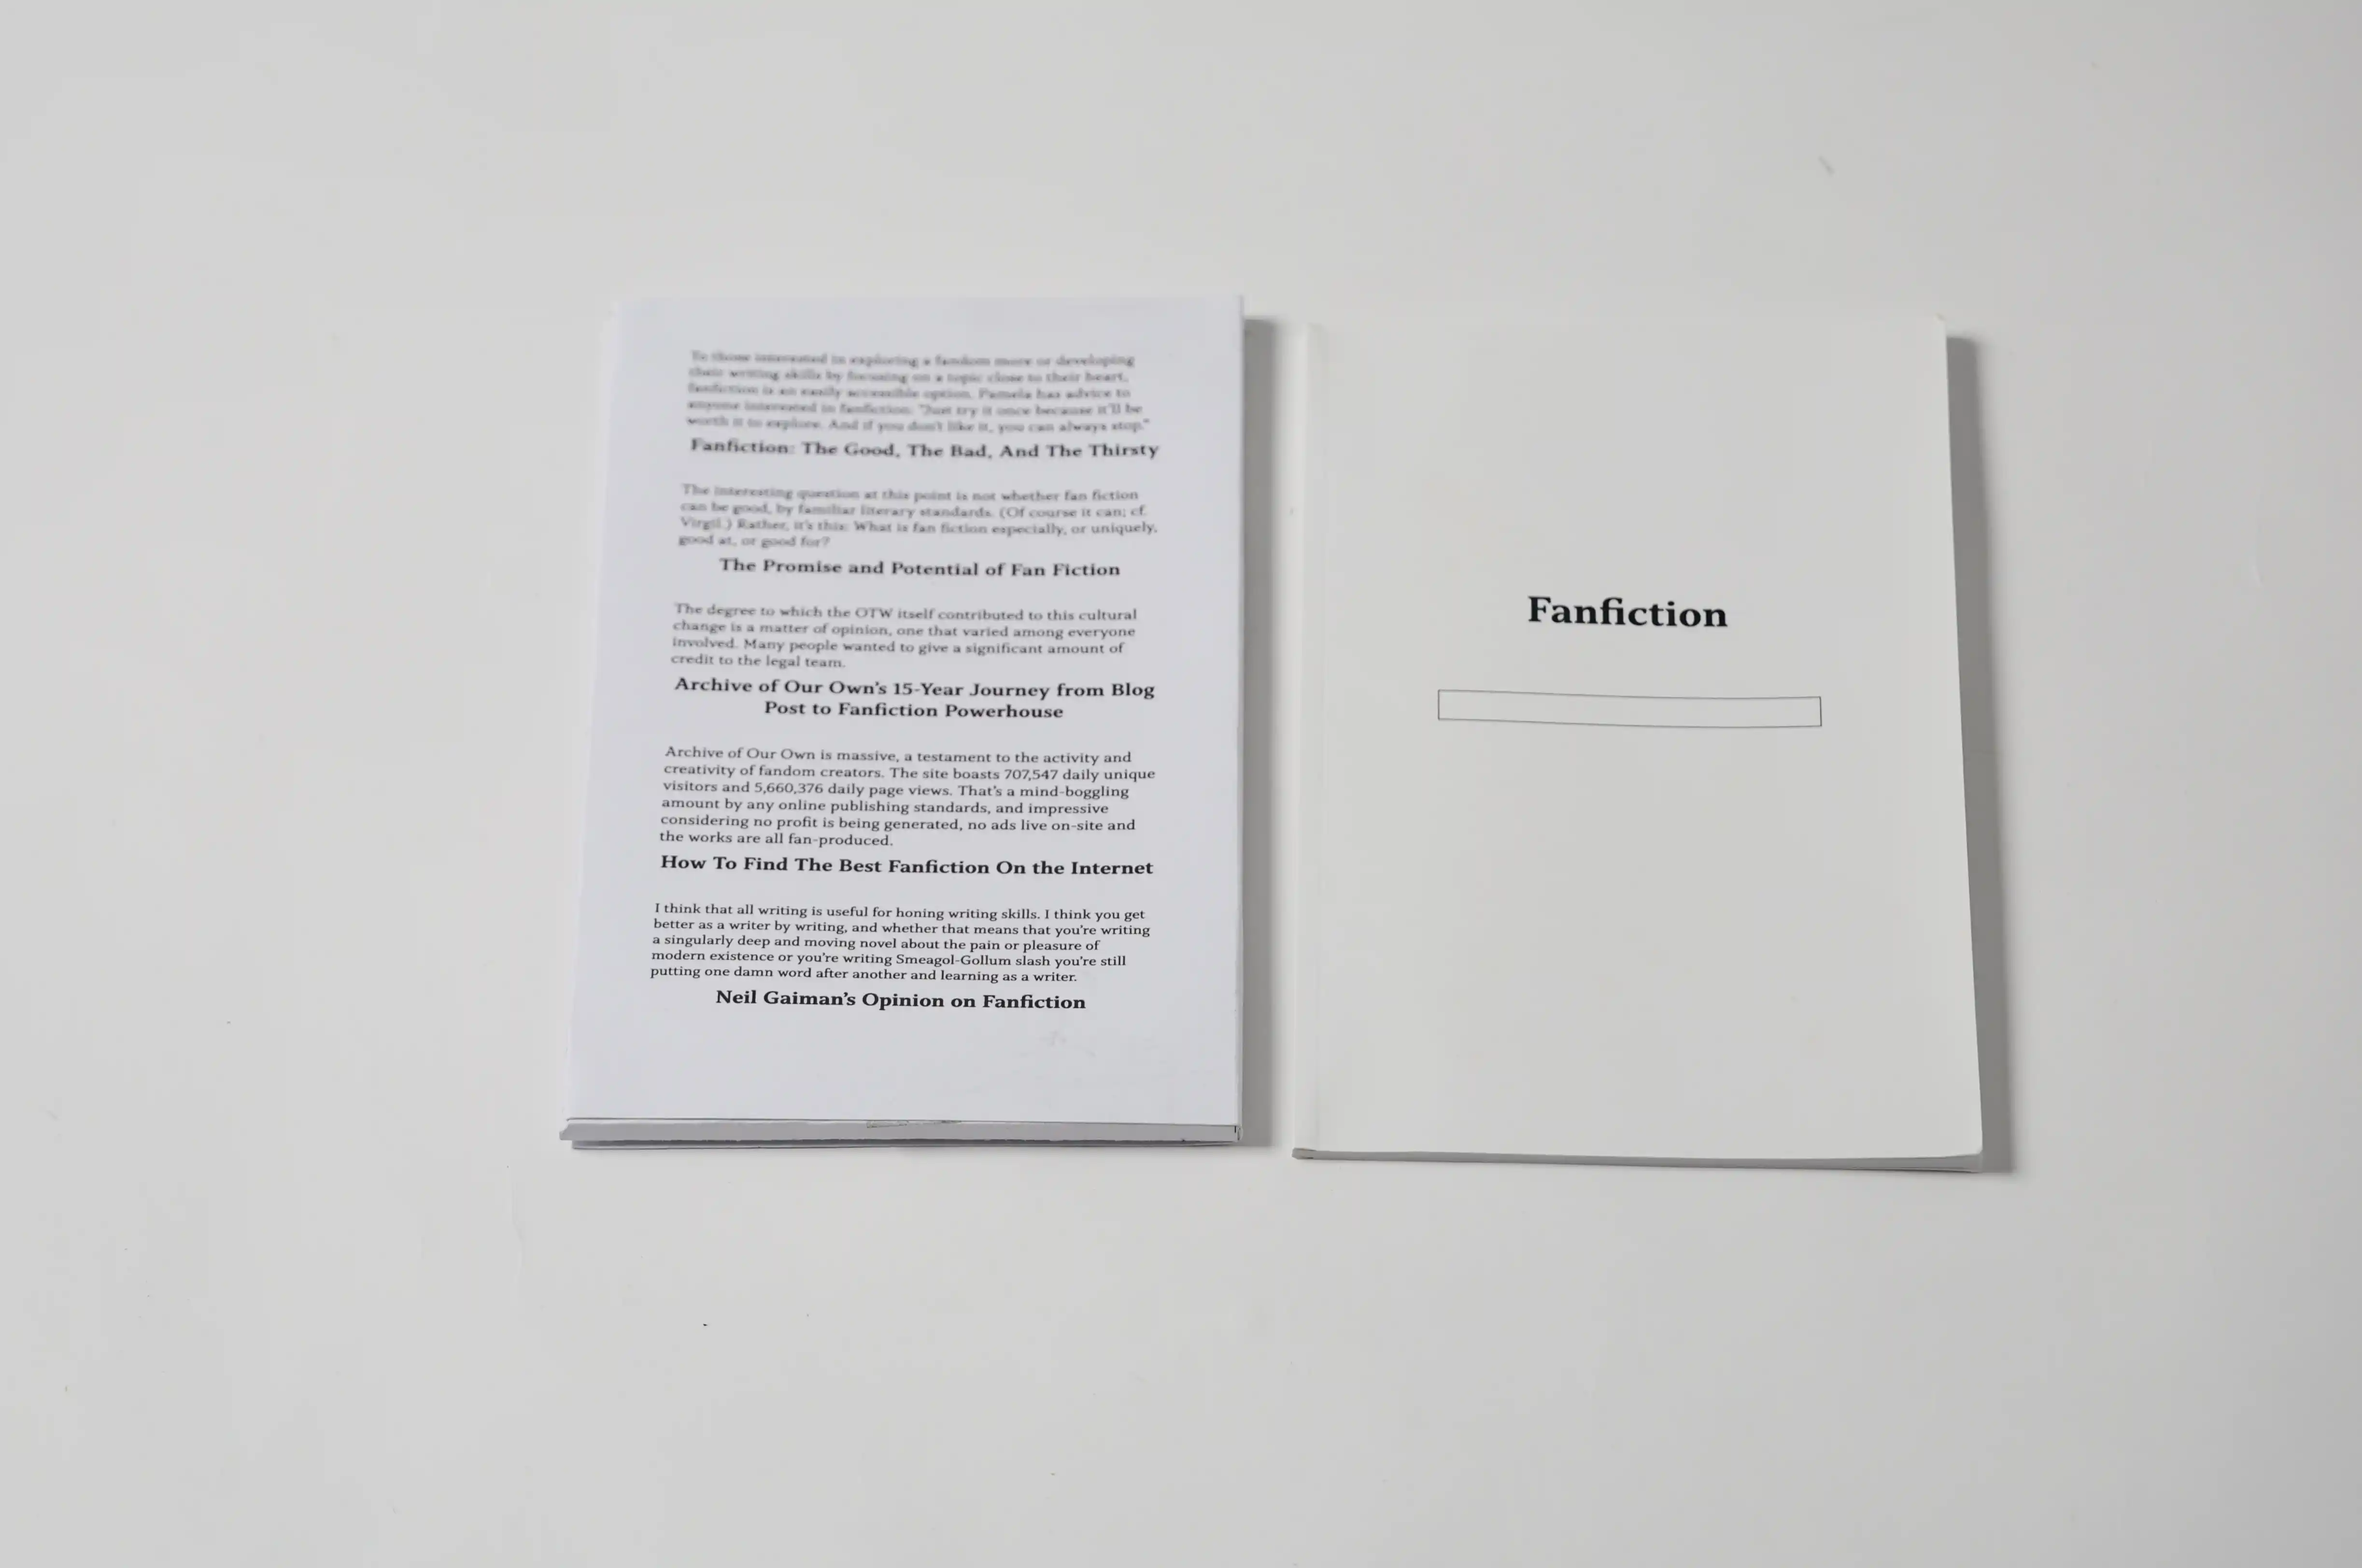 To those interested in exploring a fandom more or developing
their writing skills by focusing on a topic close to their heart,
fanfiction is an easily accessible option. Pamela has advice to
anyone interested in fanfiction: "Just try it once because it'll be
worth it to explore. And if you don't like it, you can always stop."
Fanfiction: The Good, The Bad, And The Thirsty
The interesting question at this point is not whether fan fiction
can be good, by familiar literary standards. (Of course it can; cf.
Virgil.) Rather, it's this: What is fan fiction especially, or uniquely,
good at, or good for?
The Promise and Potential of Fan Fiction
The degree to which the OTW itself contributed to this cultural
change is a matter of opinion, one that varied among everyone
involved. Many people wanted to give a significant amount of
credit to the legal team.
Archive of Our Own's 15-Year Journey from Blog
Post to Fanfiction Powerhouse
Archive of Our Own is massive, a testament to the activity and
creativity of fandom creators. The site boasts 707,547 daily unique
visitors and 5,660,376 daily page views. That's a mind-boggling
amount by any online publishing standards, and impressive
considering no profit is being generated, no ads live on-site and
the works are all fan-produced.
How To Find The Best Fanfiction On the Internet
I think that all writing is useful for honing writing skills. I think you get
better as a writer by writing, and whether that means that you're writing
a singularly deep and moving novel about the pain or pleasure of
modern existence or you're writing Smeagol-Gollum slash you're still
putting one damn word after another and learning as a writer.
Neil Gaiman's Opinion on Fanfiction
Fanfiction